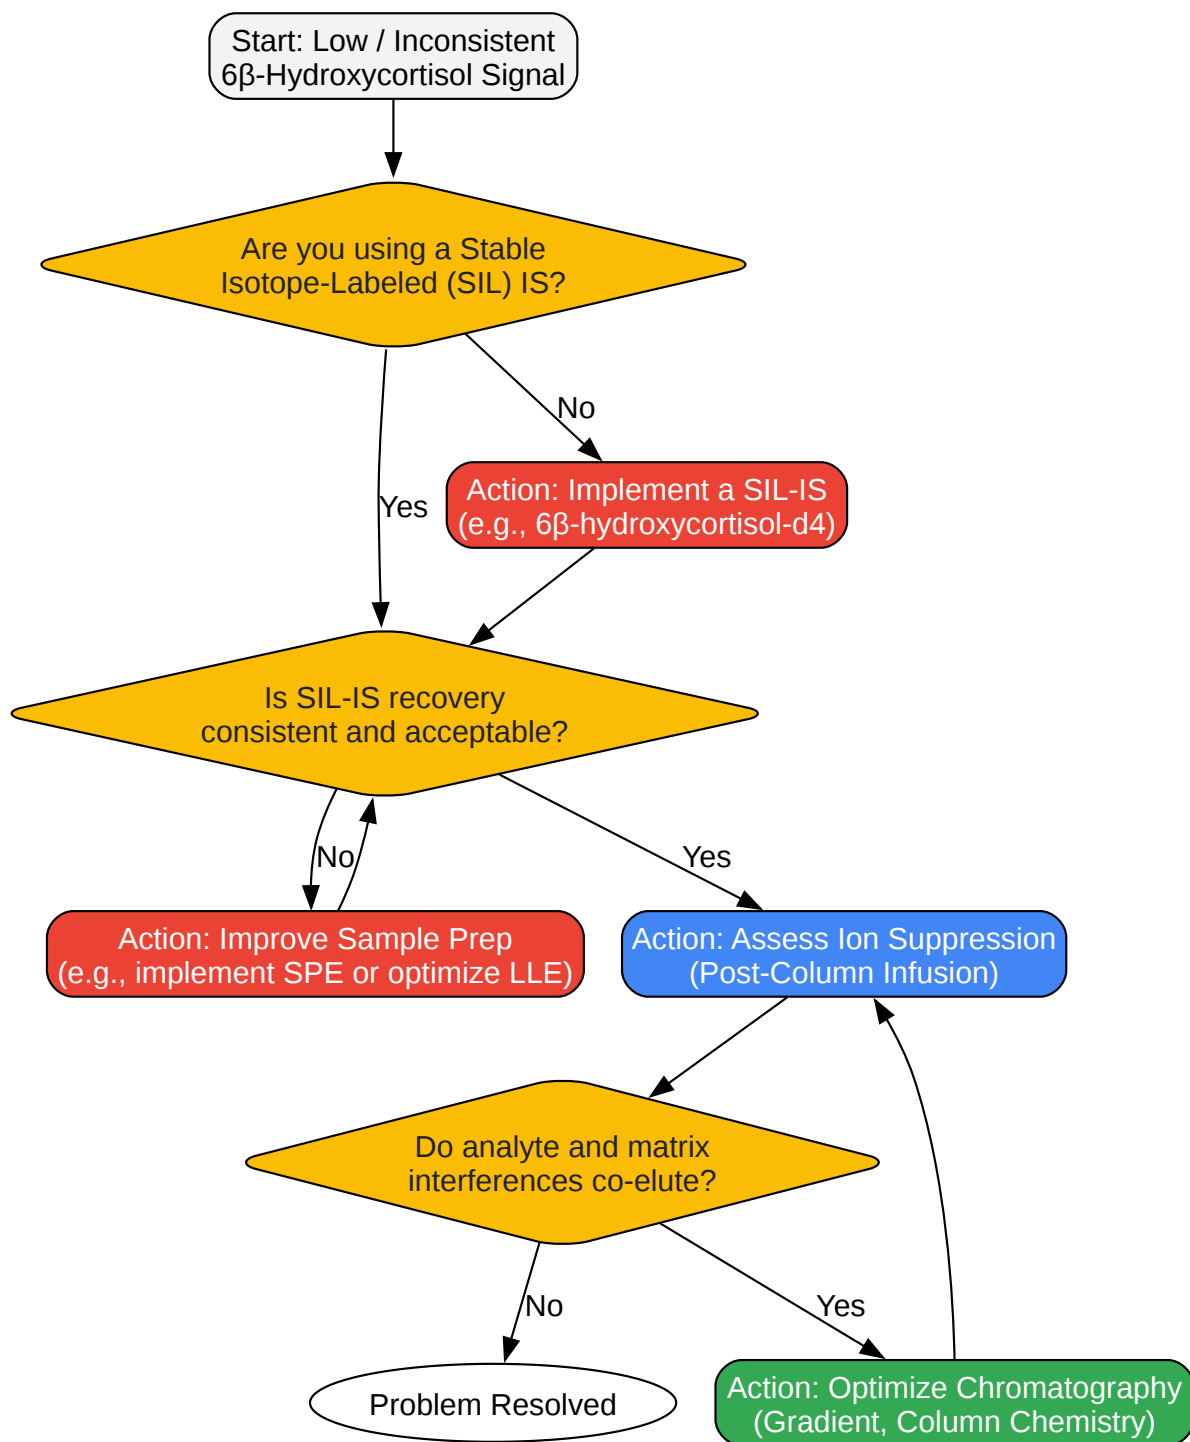 Start: Low / Inconsistent
6β-Hydroxycortisol Signal
Are you using a Stable
Isotope-Labeled (SIL) IS?
No
Action: Implement a SIL-IS
(e.g., 6β-hydroxycortisol-d4)
Yes
Is SIL-IS recovery
consistent and acceptable?
No
Yes
Action: Improve Sample Prep
(e.g., implement SPE or optimize LLE)
Action: Assess Ion Suppression
(Post-Column Infusion)
Do analyte and matrix
interferences co-elute?
No
Yes
Problem Resolved
Action: Optimize Chromatography
(Gradient, Column Chemistry)